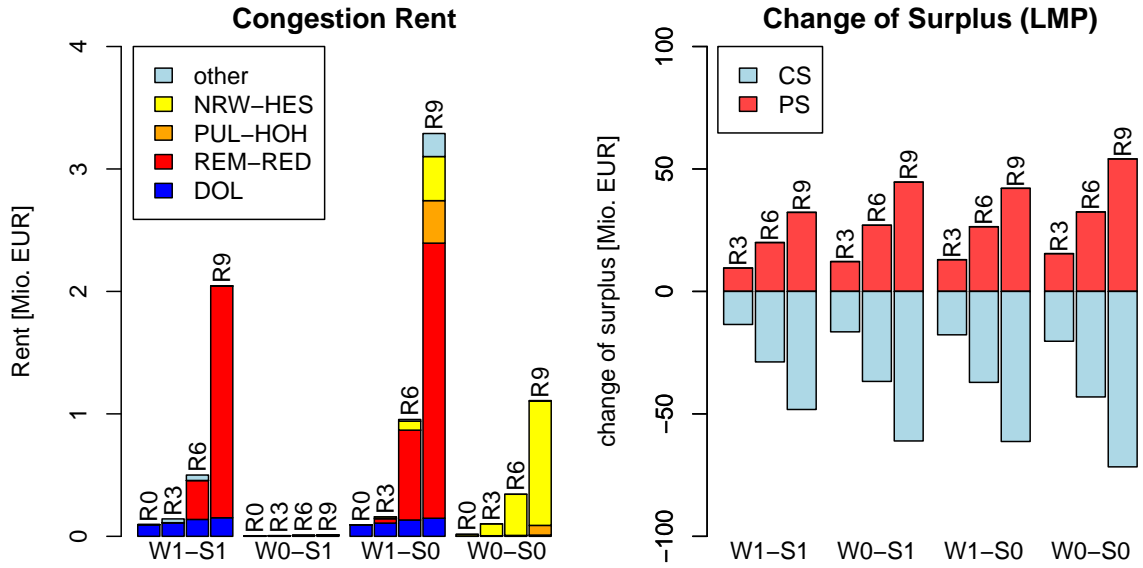 Congestion Rent
Rent [Mio. EUR]
4
3
2
1
0
other
NRW−HES
PUL−HOH
REM−RED
DOL
R0
R3
R6
R9
R0
R3
R6
R9
R0
R3
R6
R9
R0
R3
R6
R9
W1−S1
W0−S1
W1−S0
W0−S0
Change of Surplus (LMP)
change of surplus [Mio. EUR]
100
50
0
−50
−100
CS
PS
R3
R6
R9
R3
R6
R9
R3
R6
R9
R3
R6
R9
W1−S1
W0−S1
W1−S0
W0−S0